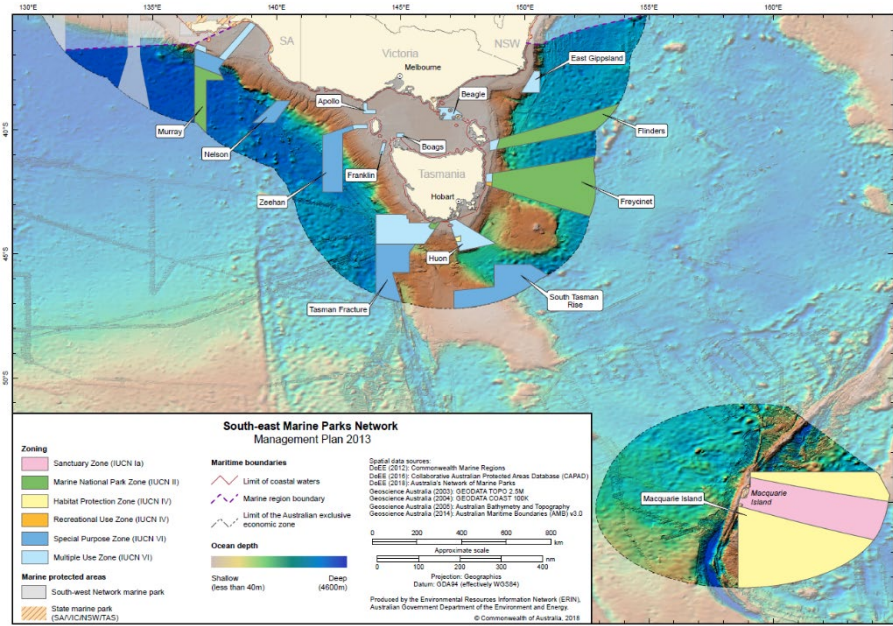 130°E 135°E 140°E 145°E 150°E 155°E 160°E
40°S
45°S
50°S
SA
Victoria
NSW
Melbourne
East Gippsland
Apollo
Beagle
Murray
Nelson
Boags
Flinders
Franklin
Tasmania
Zeehan
Hobart
Freycinet
Huon
Tasman Fracture
South Tasman
Rise
Macquarie Island
Macquarie
Island
South-east Marine Parks Network
Management Plan 2013
Zoning
Sanctuary Zone (IUCN Ia)
Marine National Park Zone (IUCN II)
Habitat Protection Zone (IUCN IV)
Recreational Use Zone (IUCN IV)
Special Purpose Zone (IUCN VI)
Multiple Use Zone (IUCN VI)
Marine protected areas
South-west Network marine park
State marine park
(SA/VIC/NSW/TAS)
Maritime boundaries
Limit of coastal waters
Marine region boundary
Limit of the Australian exclusive
economic zone
Ocean depth
Shallow
(less than 40m)
Deep
(4600m)
Spatial data sources:
DeEE (2012): Commonwealth Marine Regions
DeEE (2016): Collaborative Australian Protected Areas Database (CAPAD)
DeEE (2018): Australia's Network of Marine Parks
Geoscience Australia (2003): GEODATA TOPO 2.5M
Geoscience Australia (2004): GEODATA COAST 100K
Geoscience Australia (2005): Australian Bathymetry and Topography
Geoscience Australia (2014): Australian Maritime Boundaries (AMB) v3.0
0 200 400 600 800
km
Approximate scale
0 100 200 300 400
nm
Projection: Geographics
Datum: GDA94 (effectively WGS84)
Produced by the Environmental Resources Information Network (ERIN),
Australian Government Department of the Environment and Energy.
© Commonwealth of Australia, 2018